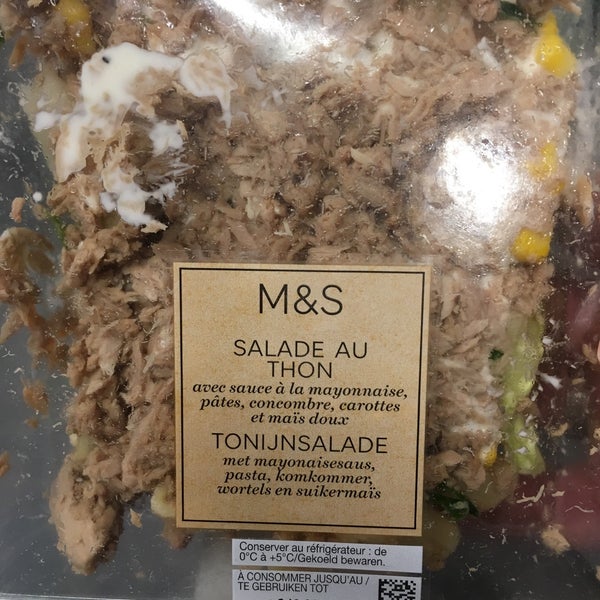 M&S
SALADE AU
THON
avec sauce à la mayonnaise,
pâtes, concombre, carottes
et maïs doux
TONIJNSALADE
met mayonaisesaus,
pasta, komkommer,
wortels en suikermaïs
Conserver au réfrigérateur : de
0°C à +5°C/Gekoeld bewaren.
À CONSOMMER JUSQU'AU /
TE GEBRUIKEN TOT